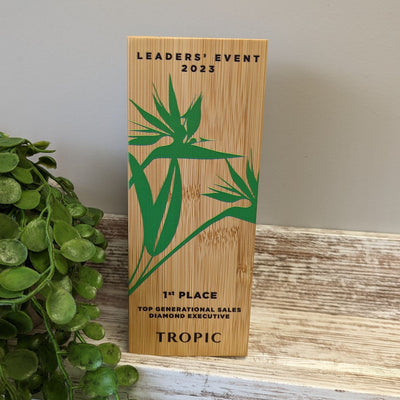 LEADERS' EVENT
2023
1ST PLACE
TOP GENERATIONAL SALES
DIAMOND EXECUTIVE
TROPIC